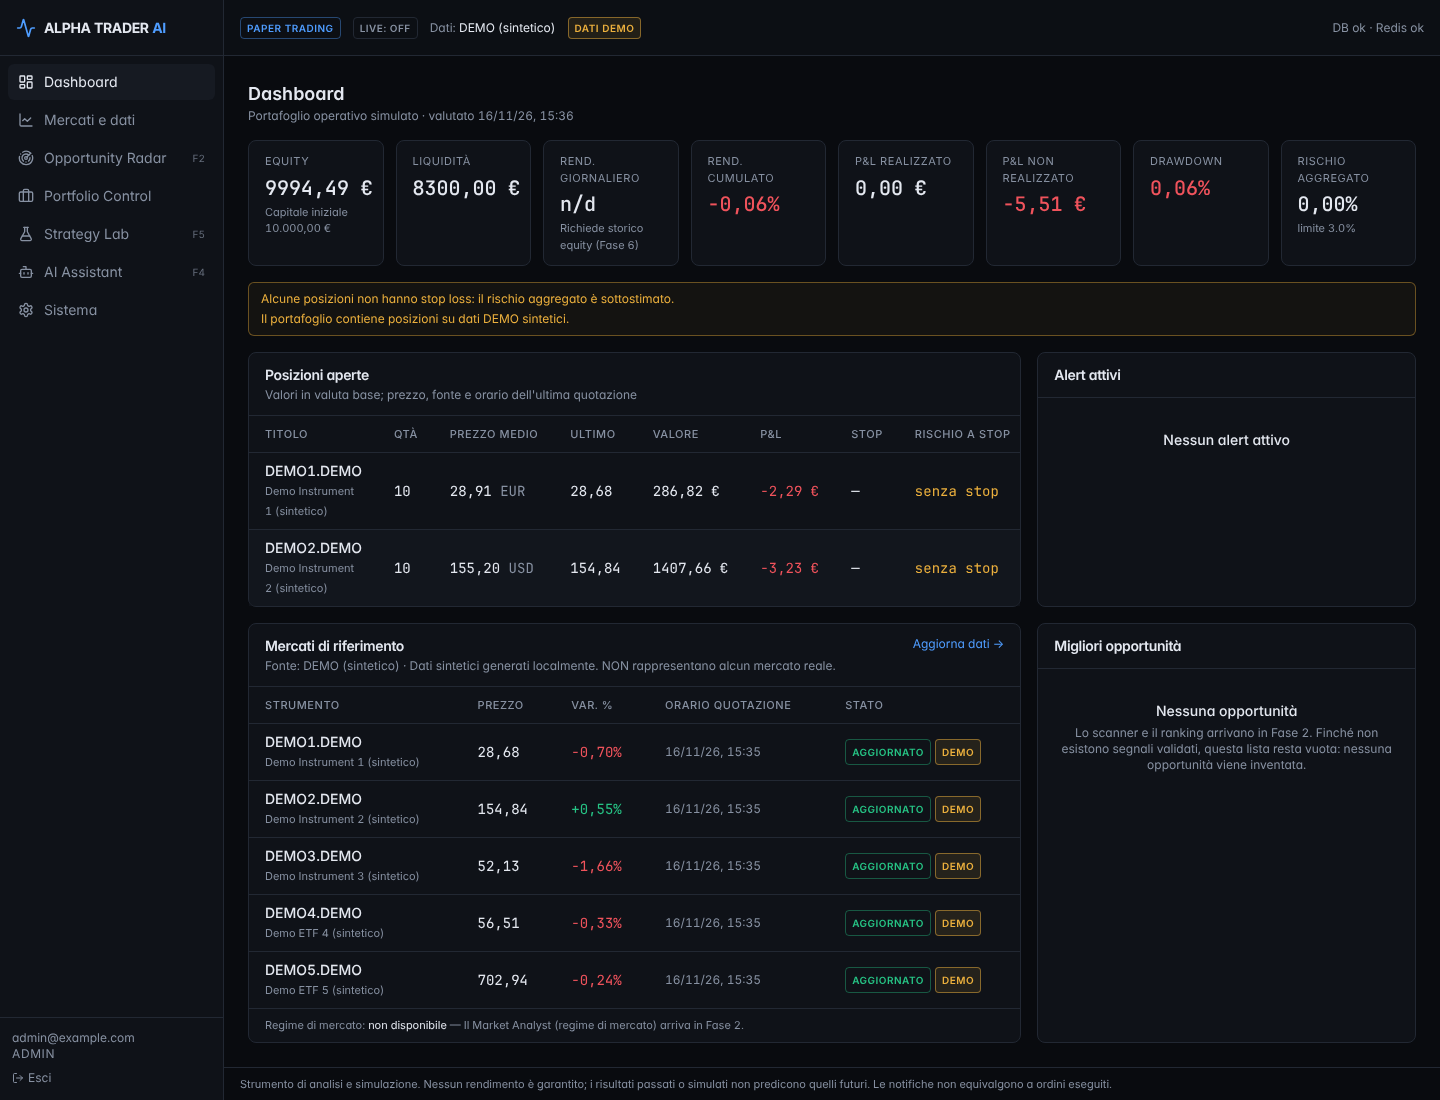 ALPHA TRADER AI
PAPER TRADING
LIVE: OFF
Dati: DEMO (sintetico)
DATI DEMO
DB ok · Redis ok
Dashboard
Mercati e dati
Opportunity Radar F2
Portfolio Control
Strategy Lab F5
AI Assistant F4
Sistema
admin@example.com
ADMIN
Esci
Dashboard
Portafoglio operativo simulato · valutato 16/11/26, 15:36
EQUITY
9994,49 €
Capitale iniziale
10.000,00 €
LIQUIDITÀ
8300,00 €
REND.
GIORNALIERO
n/d
Richiede storico
equity (Fase 6)
REND.
CUMULATO
-0,06%
P&L REALIZZATO
0,00 €
P&L NON
REALIZZATO
-5,51 €
DRAWDOWN
0,06%
RISCHIO
AGGREGATO
0,00%
limite 3.0%
Alcune posizioni non hanno stop loss: il rischio aggregato è sottostimato.
Il portafoglio contiene posizioni su dati DEMO sintetici.
Posizioni aperte
Valori in valuta base; prezzo, fonte e orario dell'ultima quotazione
TITOLO QTÀ PREZZO MEDIO ULTIMO VALORE P&L STOP RISCHIO A STOP
DEMO1.DEMO
Demo Instrument
1 (sintetico)
10 28,91 EUR 28,68 286,82 € -2,29 € — senza stop
DEMO2.DEMO
Demo Instrument
2 (sintetico)
10 155,20 USD 154,84 1407,66 € -3,23 € — senza stop
Alert attivi
Nessun alert attivo
Mercati di riferimento
Aggiorna dati →
Fonte: DEMO (sintetico) · Dati sintetici generati localmente. NON rappresentano alcun mercato reale.
STRUMENTO PREZZO VAR. % ORARIO QUOTAZIONE STATO
DEMO1.DEMO
Demo Instrument 1 (sintetico)
28,68 -0,70% 16/11/26, 15:35 AGGIORNATO DEMO
DEMO2.DEMO
Demo Instrument 2 (sintetico)
154,84 +0,55% 16/11/26, 15:35 AGGIORNATO DEMO
DEMO3.DEMO
Demo Instrument 3 (sintetico)
52,13 -1,66% 16/11/26, 15:35 AGGIORNATO DEMO
DEMO4.DEMO
Demo ETF 4 (sintetico)
56,51 -0,33% 16/11/26, 15:35 AGGIORNATO DEMO
DEMO5.DEMO
Demo ETF 5 (sintetico)
702,94 -0,24% 16/11/26, 15:35 AGGIORNATO DEMO
Regime di mercato: non disponibile — Il Market Analyst (regime di mercato) arriva in Fase 2.
Migliori opportunità
Nessuna opportunità
Lo scanner e il ranking arrivano in Fase 2. Finché non
esistono segnali validati, questa lista resta vuota: nessuna
opportunità viene inventata.
Strumento di analisi e simulazione. Nessun rendimento è garantito; i risultati passati o simulati non predicono quelli futuri. Le notifiche non equivalgono a ordini eseguiti.